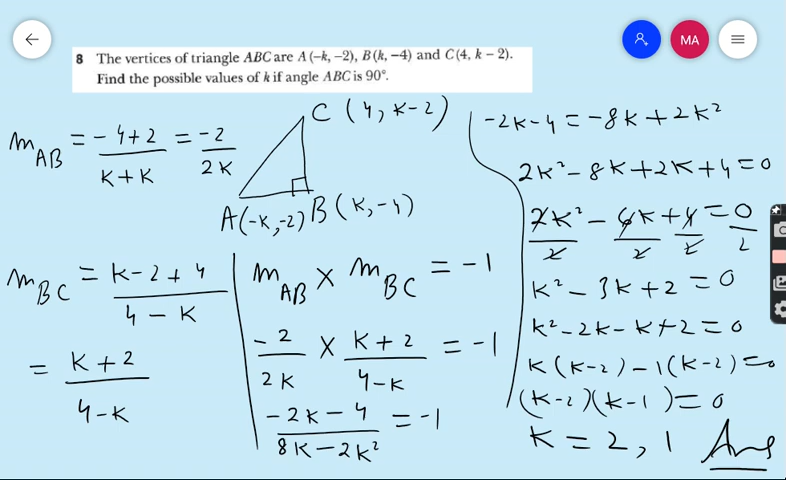 MA
8 The vertices of triangle ABC are A (−k, −2), B (k, −4) and C (4, k − 2).
Find the possible values of k if angle ABC is 90°.
m_AB = (-4+2)/(K+K) = -2/2K
C (4, K-2)
A(-K,-2) B(K,-4)
m_BC = (K-2+4)/(4-K)
= (K+2)/(4-K)
m_AB × m_BC = -1
-2/2K × (K+2)/(4-K) = -1
(-2K-4)/(8K-2K²) = -1
-2K-4 = -8K+2K²
2K²-8K+2K+4=0
2K²/2 - 6K/2 + 4/2 = 0/2
K²-3K+2=0
K²-2K-K+2=0
K(K-2)-1(K-2)=0
(K-2)(K-1)=0
K=2,1 Ans